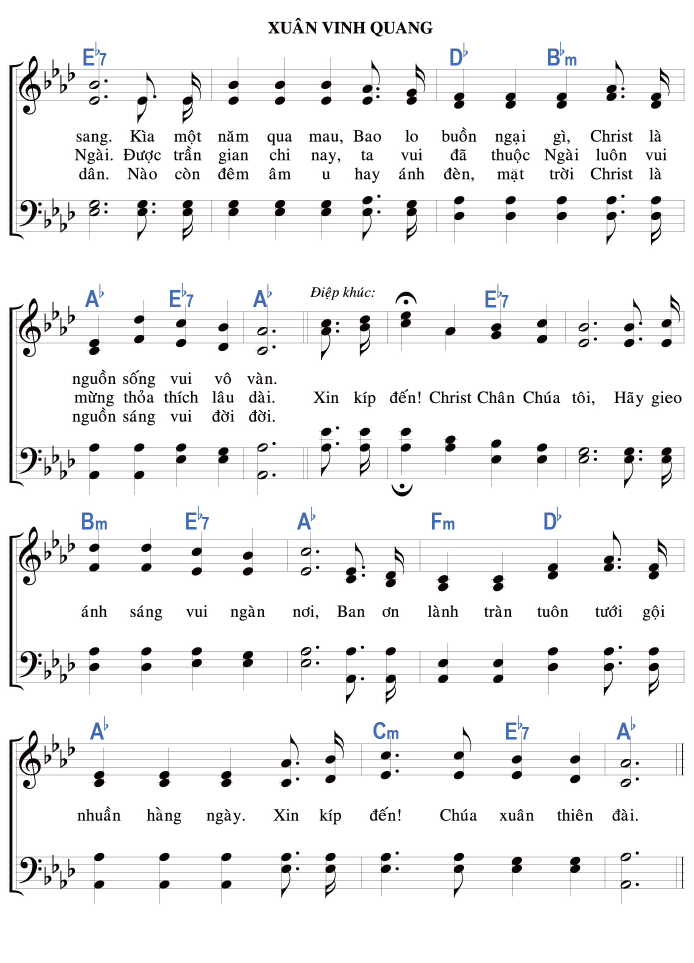 XUÂN VINH QUANG
E♭7 D♭ B♭m
sang. Kìa một năm qua mau, Bao lo buồn ngại gì, Christ là
Ngài. Được trần gian chi nay, ta vui đã thuộc Ngài luôn vui
dân. Nào còn đêm âm u hay ánh đèn, mặt trời Christ là
A♭ E♭7 A♭ Điệp khúc: E♭7
nguồn sống vui vô vàn.
mừng thỏa thích lâu dài. Xin kíp đến! Christ Chân Chúa tôi, Hãy gieo
nguồn sáng vui đời đời.
Bm E♭7 A♭ Fm D♭
ánh sáng vui ngàn nơi, Ban ơn lành tràn tuôn tưới gội
A♭ Cm E♭7 A♭
nhuần hằng ngày. Xin kíp đến! Chúa xuân thiên đài.